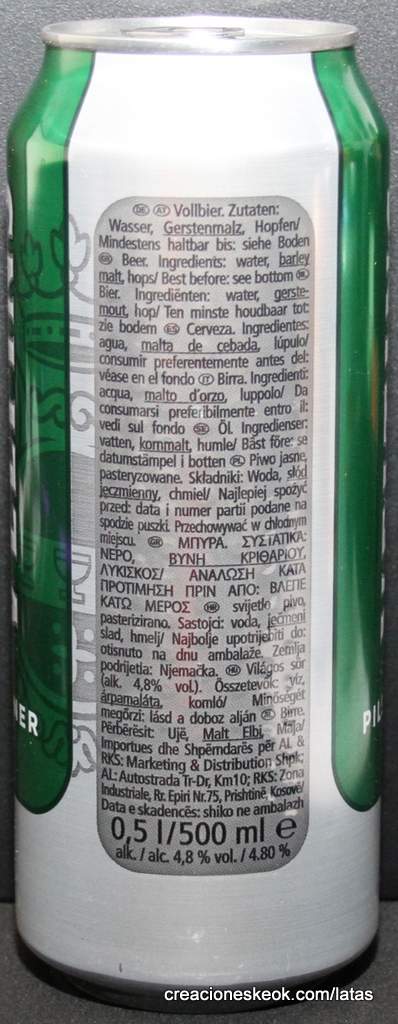 DE AT Vollbier. Zutaten:
Wasser, Gerstenmalz, Hopfen/
Mindestens haltbar bis: siehe Boden
GB Beer. Ingredients: water, barley
malt, hops/ Best before: see bottom NL
Bier. Ingrediënten: water, gerste-
mout, hop/ Ten minste houdbaar tot:
zie bodem ES Cerveza. Ingredientes:
agua, malta de cebada, lúpulo/
consumir preferentemente antes del:
véase en el fondo IT Birra. Ingredienti:
acqua, malto d'orzo, luppolo/ Da
consumarsi preferibilmente entro il:
vedi sul fondo SE ÖL Ingredienser:
vatten, kornmalt, humle/ Bäst före: se
datumstämpel i botten PL Piwo jasne,
pasteryzowane. Składniki: Woda, słód
jęczmienny, chmiel/ Najlepiej spożyć
przed: data i numer partii podane na
spodzie puszki. Przechowywać w chłodnym
miejscu. GR ΜΠΥΡΑ. ΣΥΣΤΑΤΙΚΑ:
ΝΕΡΟ, ΒΥΝΗ ΚΡΙΘΑΡΙΟΥ,
ΛΥΚΙΣΚΟΣ/ ΑΝΑΛΩΣΗ ΚΑΤΑ
ΠΡΟΤΙΜΗΣΗ ΠΡΙΝ ΑΠΟ: ΒΛΕΠΕ
ΚΑΤΩ ΜΕΡΟΣ HR svijetlo pivo,
pasterizirano. Sastojci: voda, ječmeni
slad, hmelj/ Najbolje upotrijebiti do:
otisnuto na dnu ambalaže. Zemlja
podrijetla: Njemačka. HU Világos sör
(alk. 4,8% vol.). Összetevők: víz,
árpamaláta, komló/ Minőségét
megőrzi: lásd a doboz alján Birre.
Përbërësit: Ujë, Malt Elbi, Maja/
Importues dhe Shpërndarës për AL &
RKS: Marketing & Distribution Shpk;
AL: Autostrada Tr-Dr, Km10; RKS: Zona
Industriale, Rr. Epiri Nr.75, Prishtinë, Kosovë/
Data e skadencës: shiko ne ambalazh
0,5 l/500 ml e
alk. / alc. 4,8 % vol. / 4.80 %
NER
PIL
creacioneskeok.com/latas